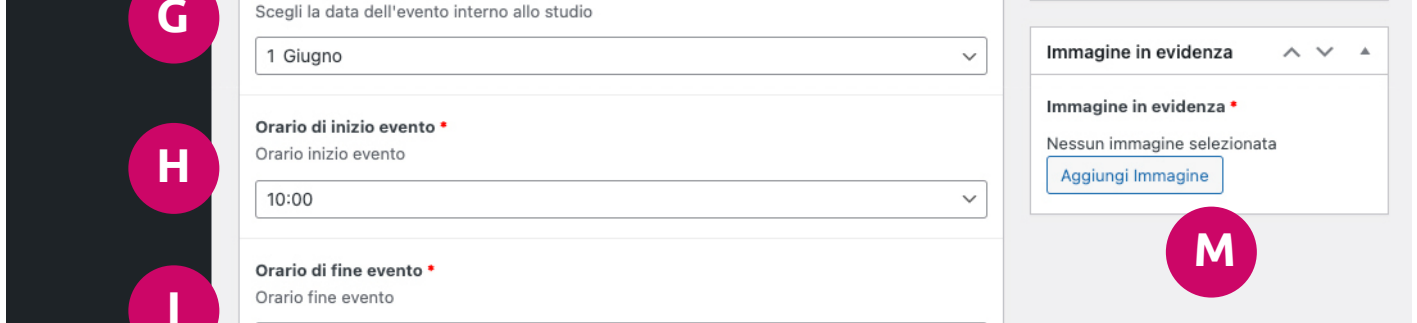 G
Scegli la data dell'evento interno allo studio
1 Giugno
H
Orario di inizio evento *
Orario inizio evento
10:00
I
Orario di fine evento *
Orario fine evento
Immagine in evidenza
Immagine in evidenza *
Nessun immagine selezionata
Aggiungi Immagine
M